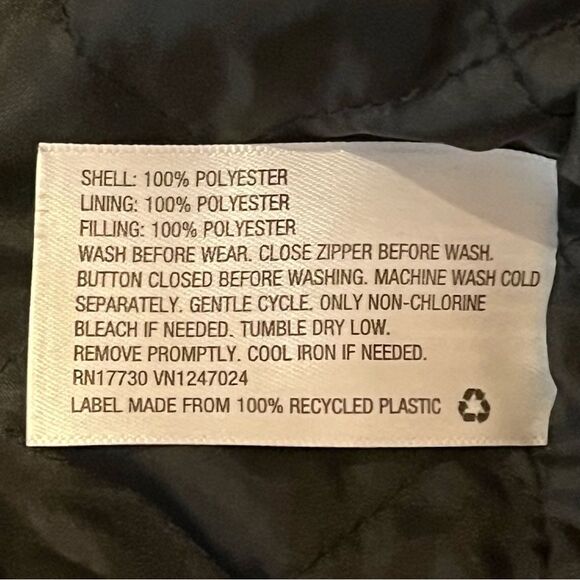 SHELL: 100% POLYESTER
LINING: 100% POLYESTER
FILLING: 100% POLYESTER
WASH BEFORE WEAR. CLOSE ZIPPER BEFORE WASH.
BUTTON CLOSED BEFORE WASHING. MACHINE WASH COLD
SEPARATELY. GENTLE CYCLE. ONLY NON-CHLORINE
BLEACH IF NEEDED. TUMBLE DRY LOW.
REMOVE PROMPTLY. COOL IRON IF NEEDED.
RN17730 VN1247024
LABEL MADE FROM 100% RECYCLED PLASTIC